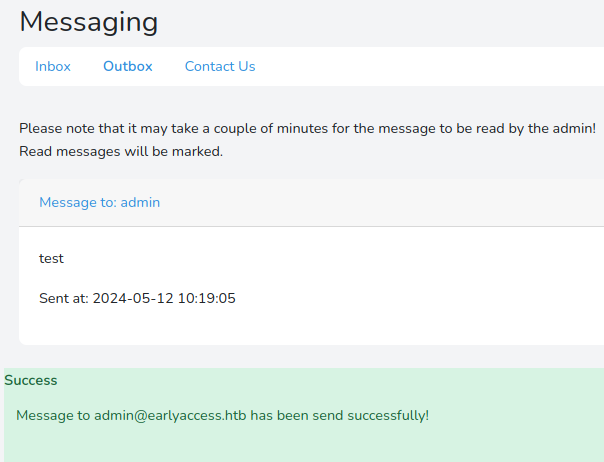 Messaging
Inbox Outbox Contact Us
Please note that it may take a couple of minutes for the message to be read by the admin!
Read messages will be marked.
Message to: admin
test
Sent at: 2024-05-12 10:19:05
Success
Message to admin@earlyaccess.htb has been send successfully!